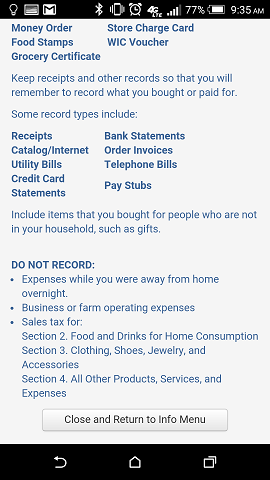 77% 9:35 AM
Money Order Store Charge Card
Food Stamps WIC Voucher
Grocery Certificate
Keep receipts and other records so that you will
remember to record what you bought or paid for.
Some record types include:
Receipts Bank Statements
Catalog/Internet Order Invoices
Utility Bills Telephone Bills
Credit Card
Statements Pay Stubs
Include items that you bought for people who are not
in your household, such as gifts.
DO NOT RECORD:
• Expenses while you were away from home
overnight.
• Business or farm operating expenses
• Sales tax for:
Section 2. Food and Drinks for Home Consumption
Section 3. Clothing, Shoes, Jewelry, and
Accessories
Section 4. All Other Products, Services, and
Expenses
Close and Return to Info Menu